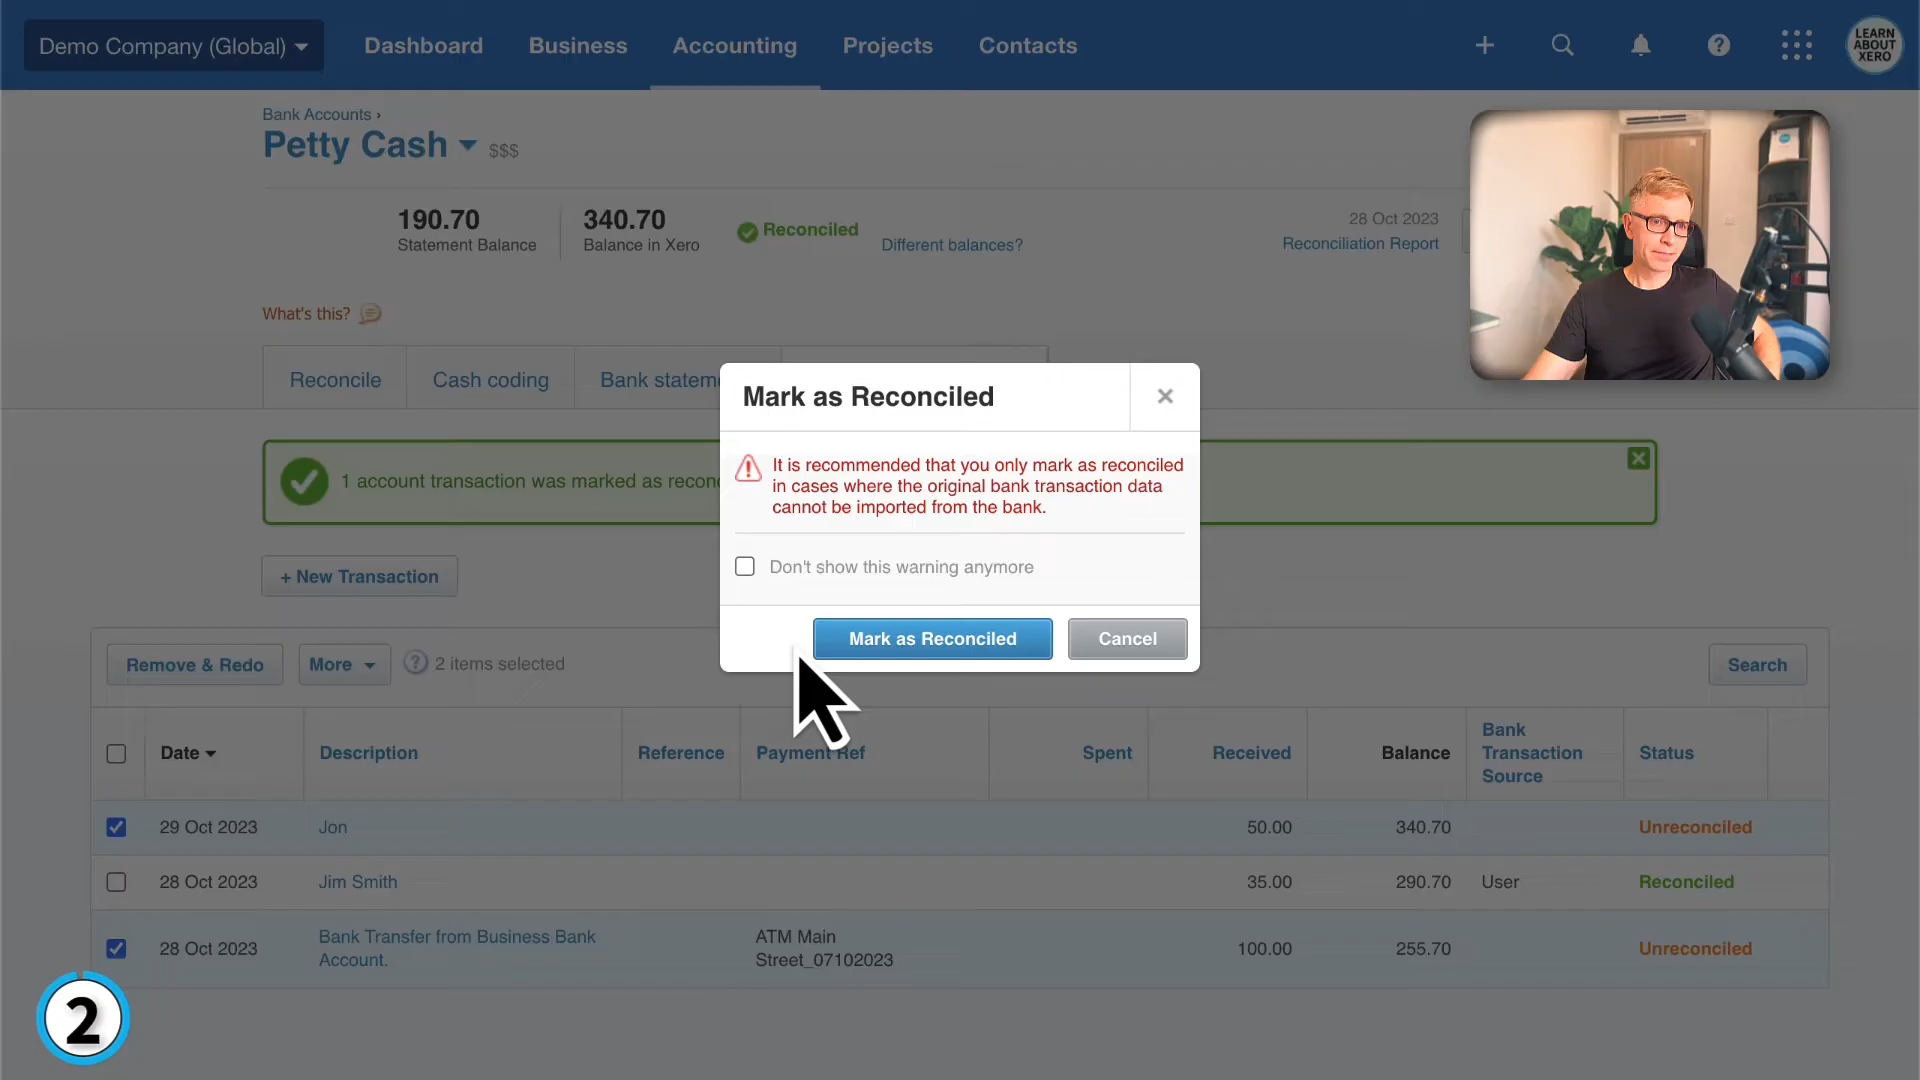 Demo Company (Global)
Dashboard
Business
Accounting
Projects
Contacts
LEARN
ABOUT
XERO
Bank Accounts ›
Petty Cash
$$$
190.70
Statement Balance
340.70
Balance in Xero
Reconciled
Different balances?
28 Oct 2023
Reconciliation Report
What's this?
Reconcile
Cash coding
Bank statem
1 account transaction was marked as recon
Mark as Reconciled
It is recommended that you only mark as reconciled
in cases where the original bank transaction data
cannot be imported from the bank.
Don't show this warning anymore
Mark as Reconciled
Cancel
+ New Transaction
Remove & Redo
More
?
2 items selected
Search
Date
Description
Reference
Payment Ref
Spent
Received
Balance
Bank
Transaction
Source
Status
29 Oct 2023
Jon
50.00
340.70
Unreconciled
28 Oct 2023
Jim Smith
35.00
290.70
User
Reconciled
28 Oct 2023
Bank Transfer from Business Bank
Account.
ATM Main
Street_07102023
100.00
255.70
Unreconciled
2